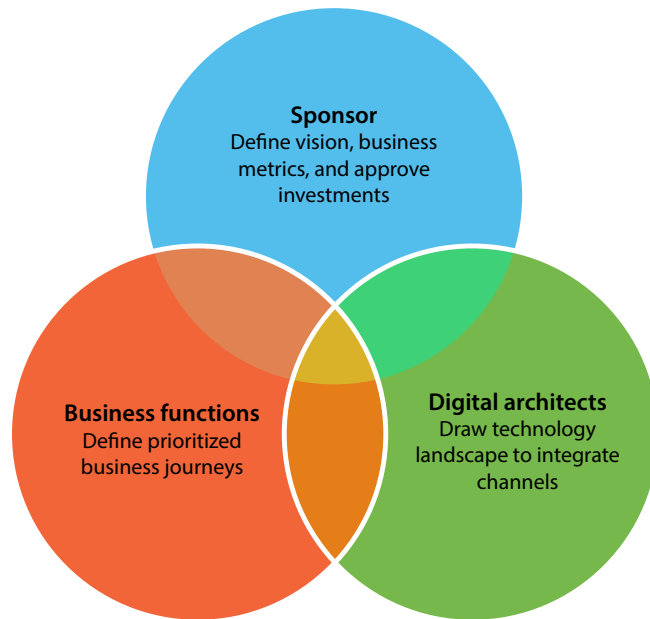 Sponsor
Define vision, business
metrics, and approve
investments
Business functions
Define prioritized
business journeys
Digital architects
Draw technology
landscape to integrate
channels